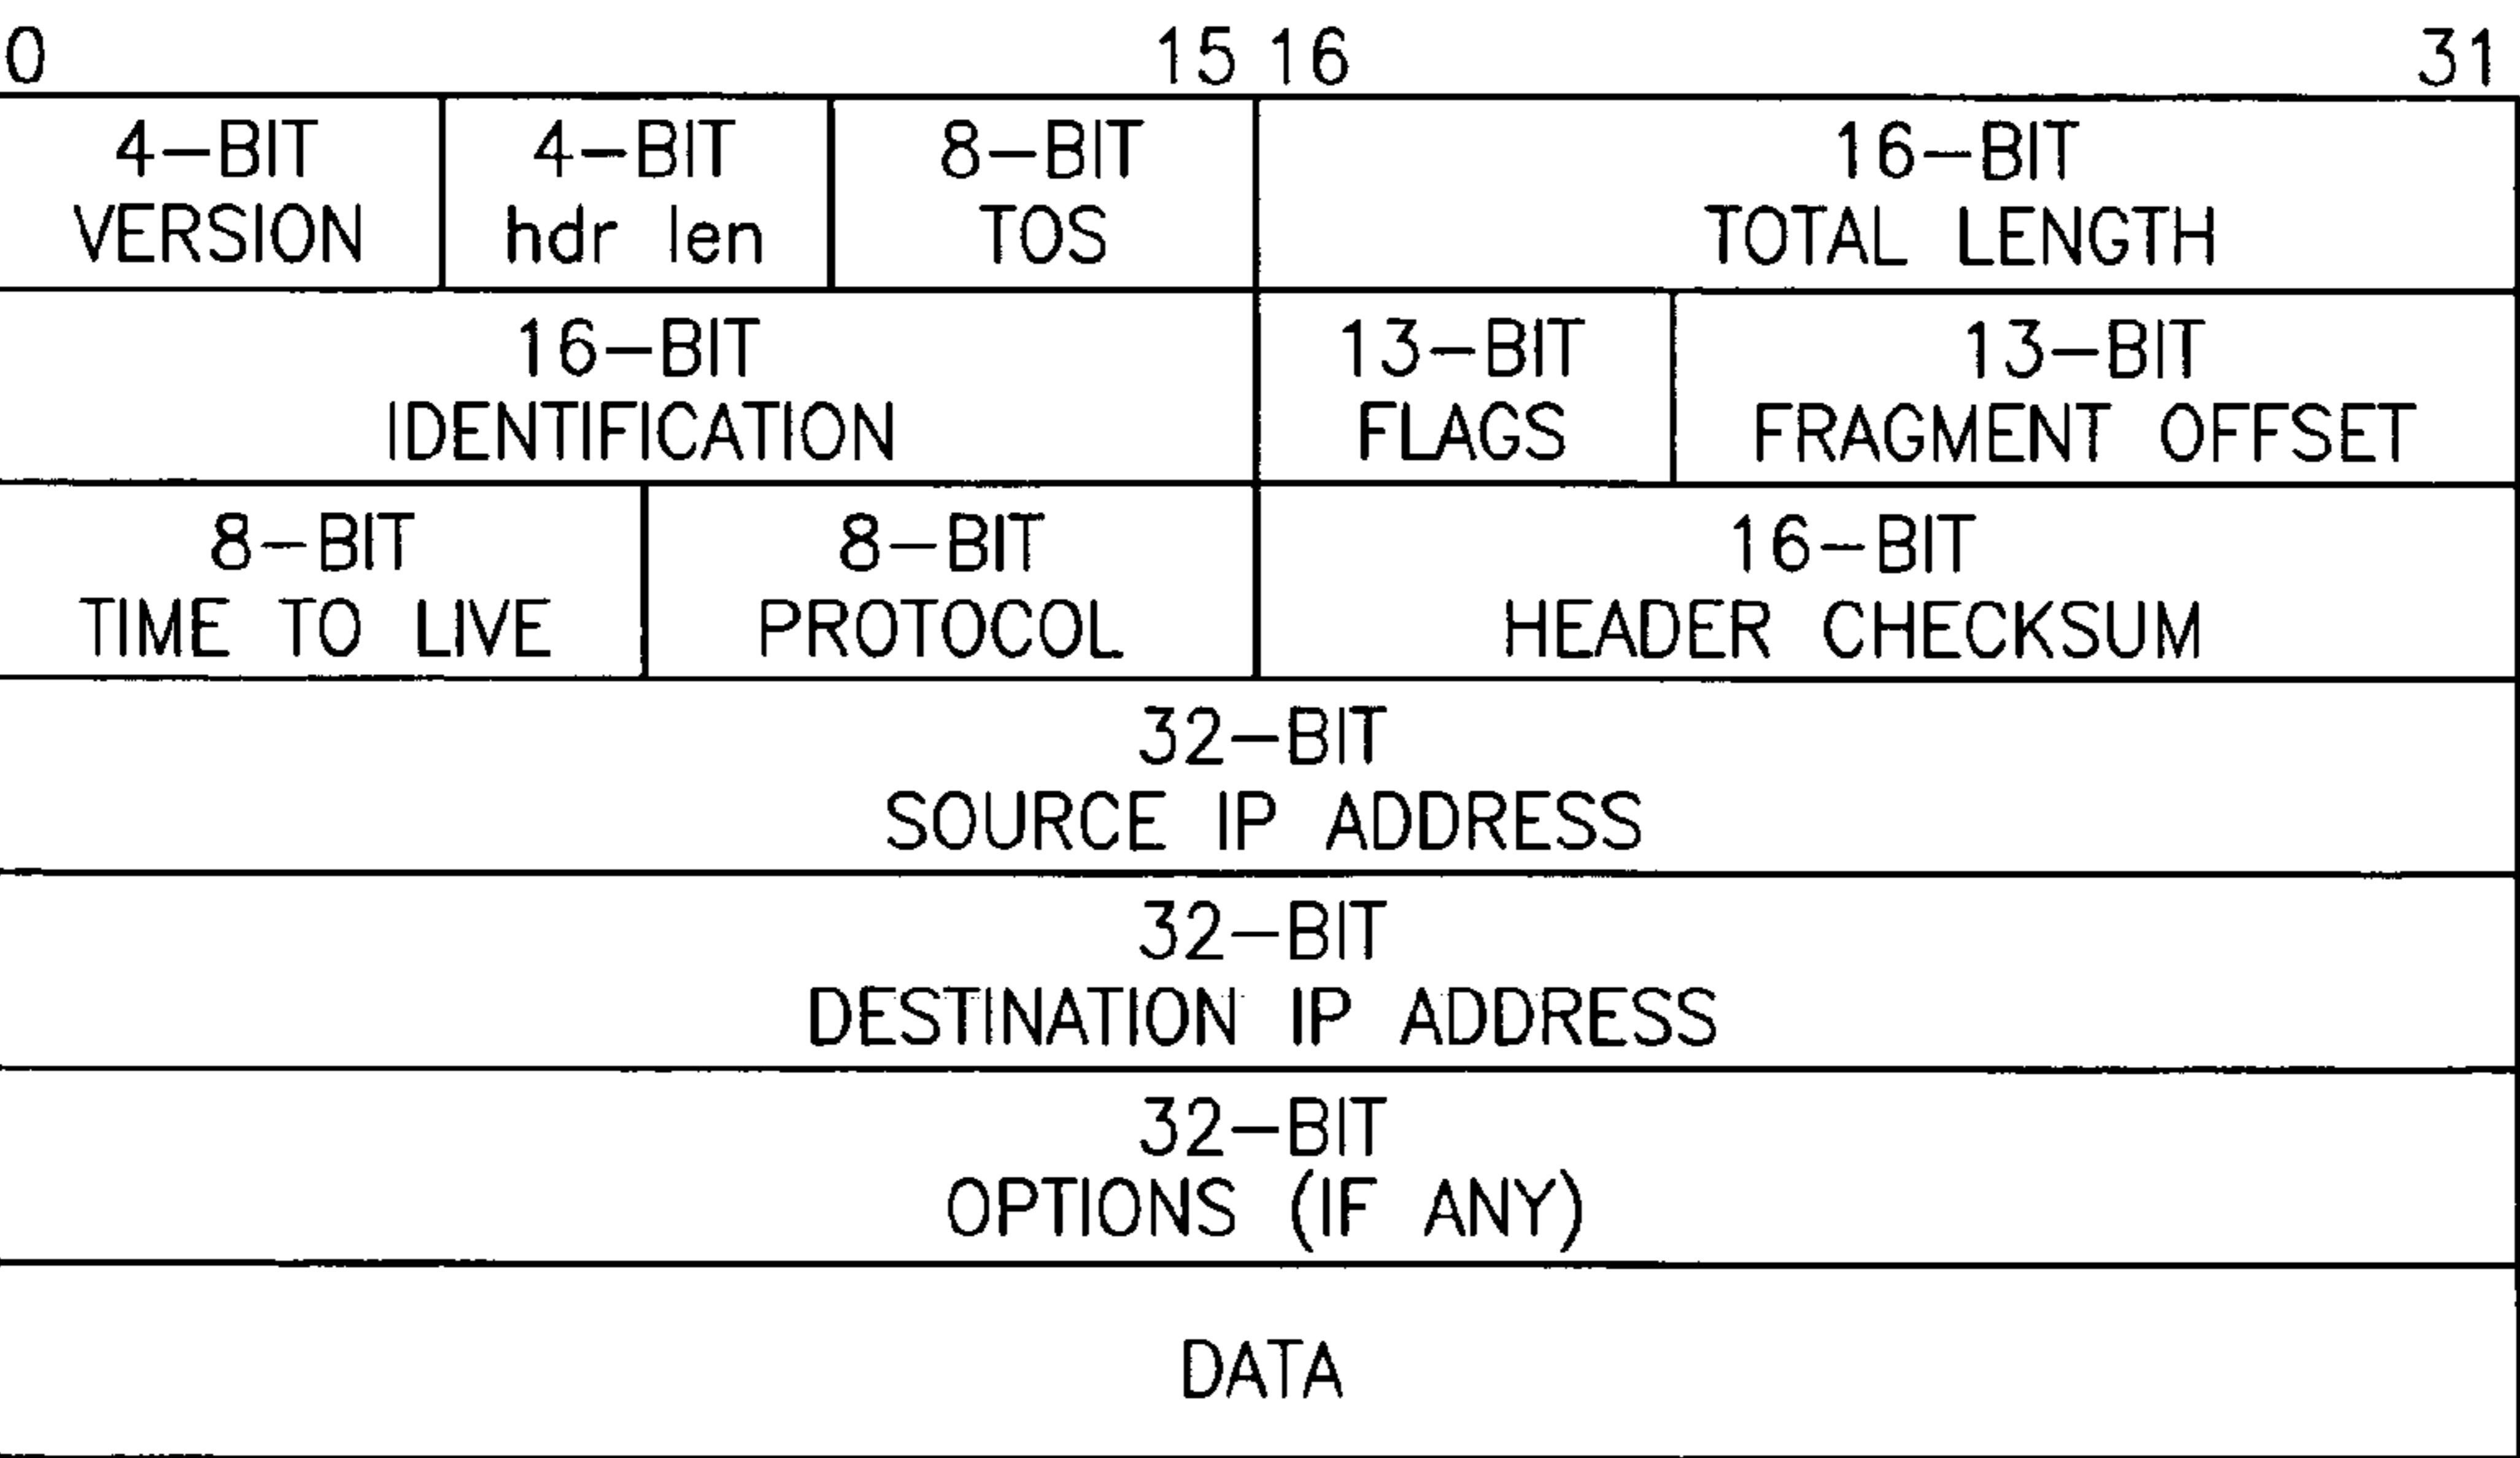 0 15 16 31
4-BIT 4-BIT 8-BIT 16-BIT
VERSION hdr len TOS TOTAL LENGTH
16-BIT 13-BIT 13-BIT
IDENTIFICATION FLAGS FRAGMENT OFFSET
8-BIT 8-BIT 16-BIT
TIME TO LIVE PROTOCOL HEADER CHECKSUM
32-BIT
SOURCE IP ADDRESS
32-BIT
DESTINATION IP ADDRESS
32-BIT
OPTIONS (IF ANY)
DATA